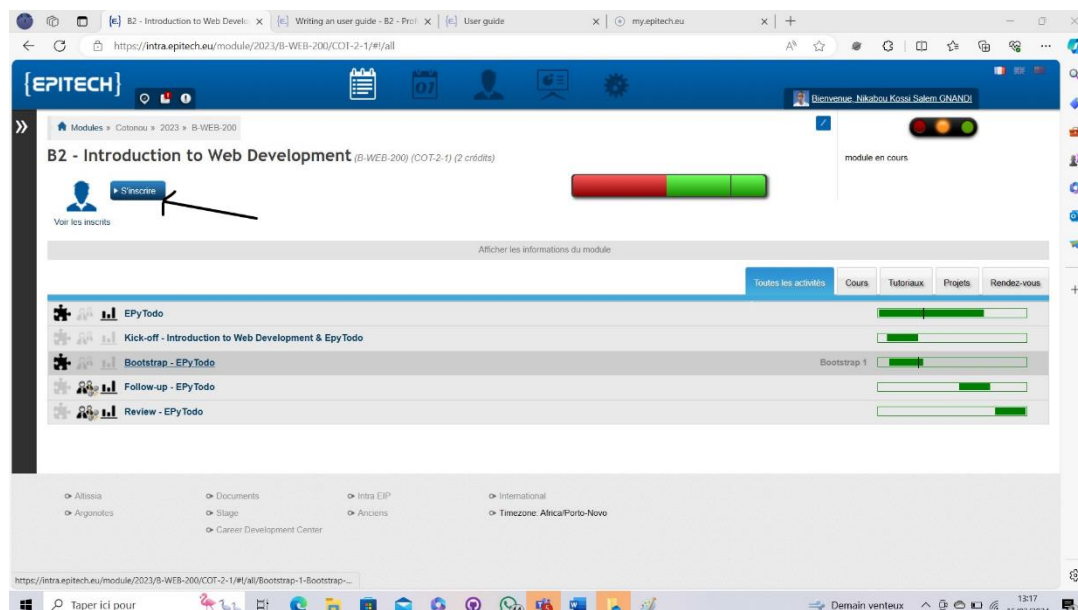 B2 - Introduction to Web Develo
Writing an user guide - B2 - Prof
User guide
my.epitech.eu
https://intra.epitech.eu/module/2023/B-WEB-200/COT-2-1/#!/all
{EPITECH}
07
Bienvenue, Nikabou Kossi Salem GNANDI
Modules » Cotonou » 2023 » B-WEB-200
B2 - Introduction to Web Development (B-WEB-200) (COT-2-1) (2 crédits)
module en cours
S'inscrire
Voir les inscrits
Afficher les informations du module
Toutes les activités Cours Tutoriaux Projets Rendez-vous
EPyTodo
Kick-off - Introduction to Web Development & EpyTodo
Bootstrap - EPyTodo Bootstrap 1
Follow-up - EPyTodo
Review - EPyTodo
Altissia Documents Intra EIP International
Argonotes Stage Anciens Timezone: Africa/Porto-Novo
Career Development Center
https://intra.epitech.eu/module/2023/B-WEB-200/COT-2-1/#!/all/Bootstrap-1-Bootstrap-...
Taper ici pour
Demain venteux
13:17